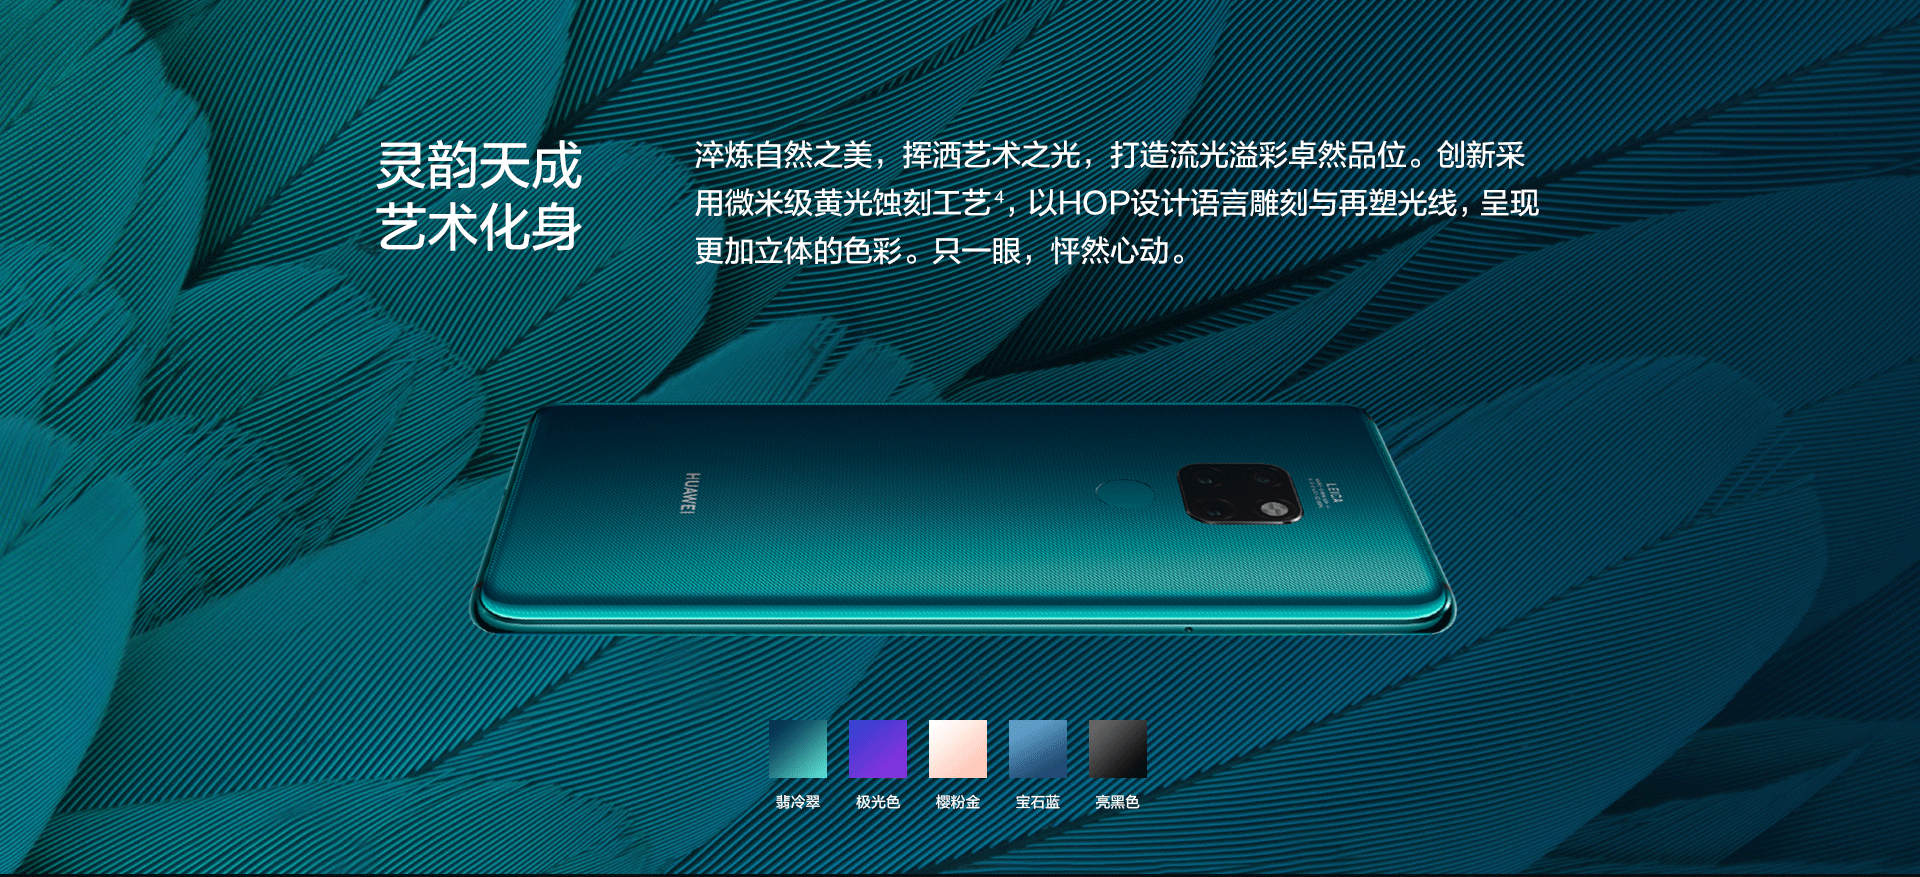 灵韵天成
艺术化身
淬炼自然之美，挥洒艺术之光，打造流光溢彩卓然品位。创新采
用微米级黄光蚀刻工艺4，以HOP设计语言雕刻与再塑光线，呈现
更加立体的色彩。只一眼，怦然心动。
HUAWEI
LEICA
翡冷翠
极光色
樱粉金
宝石蓝
亮黑色